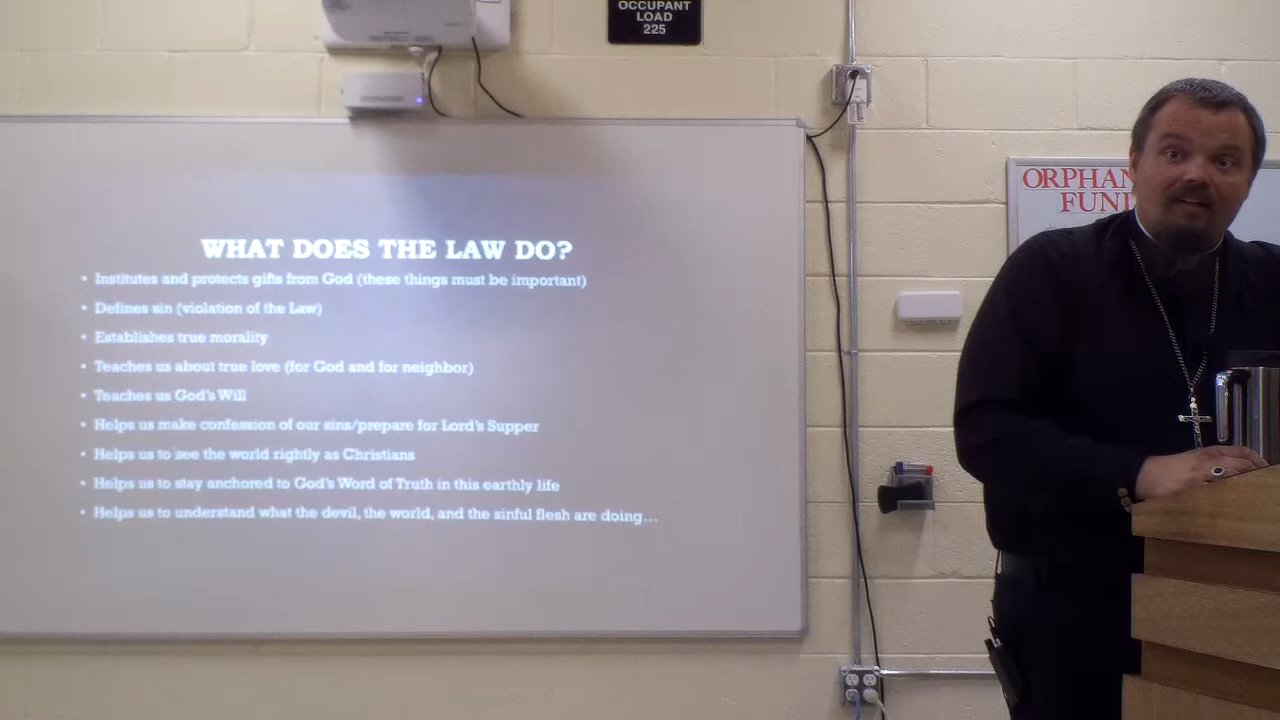 OCCUPANT
LOAD
225
ORPHAN
FUN
WHAT DOES THE LAW DO?
• Institutes and protects gifts from God (these things must be important)
• Defines sin (violation of the Law)
• Establishes true morality
• Teaches us about true love (for God and for neighbor)
• Teaches us God's Will
• Helps us make confession of our sins/prepare for Lord's Supper
• Helps us to see the world rightly as Christians
• Helps us to stay anchored to God's Word of Truth in this earthly life
• Helps us to understand what the devil, the world, and the sinful flesh are doing...